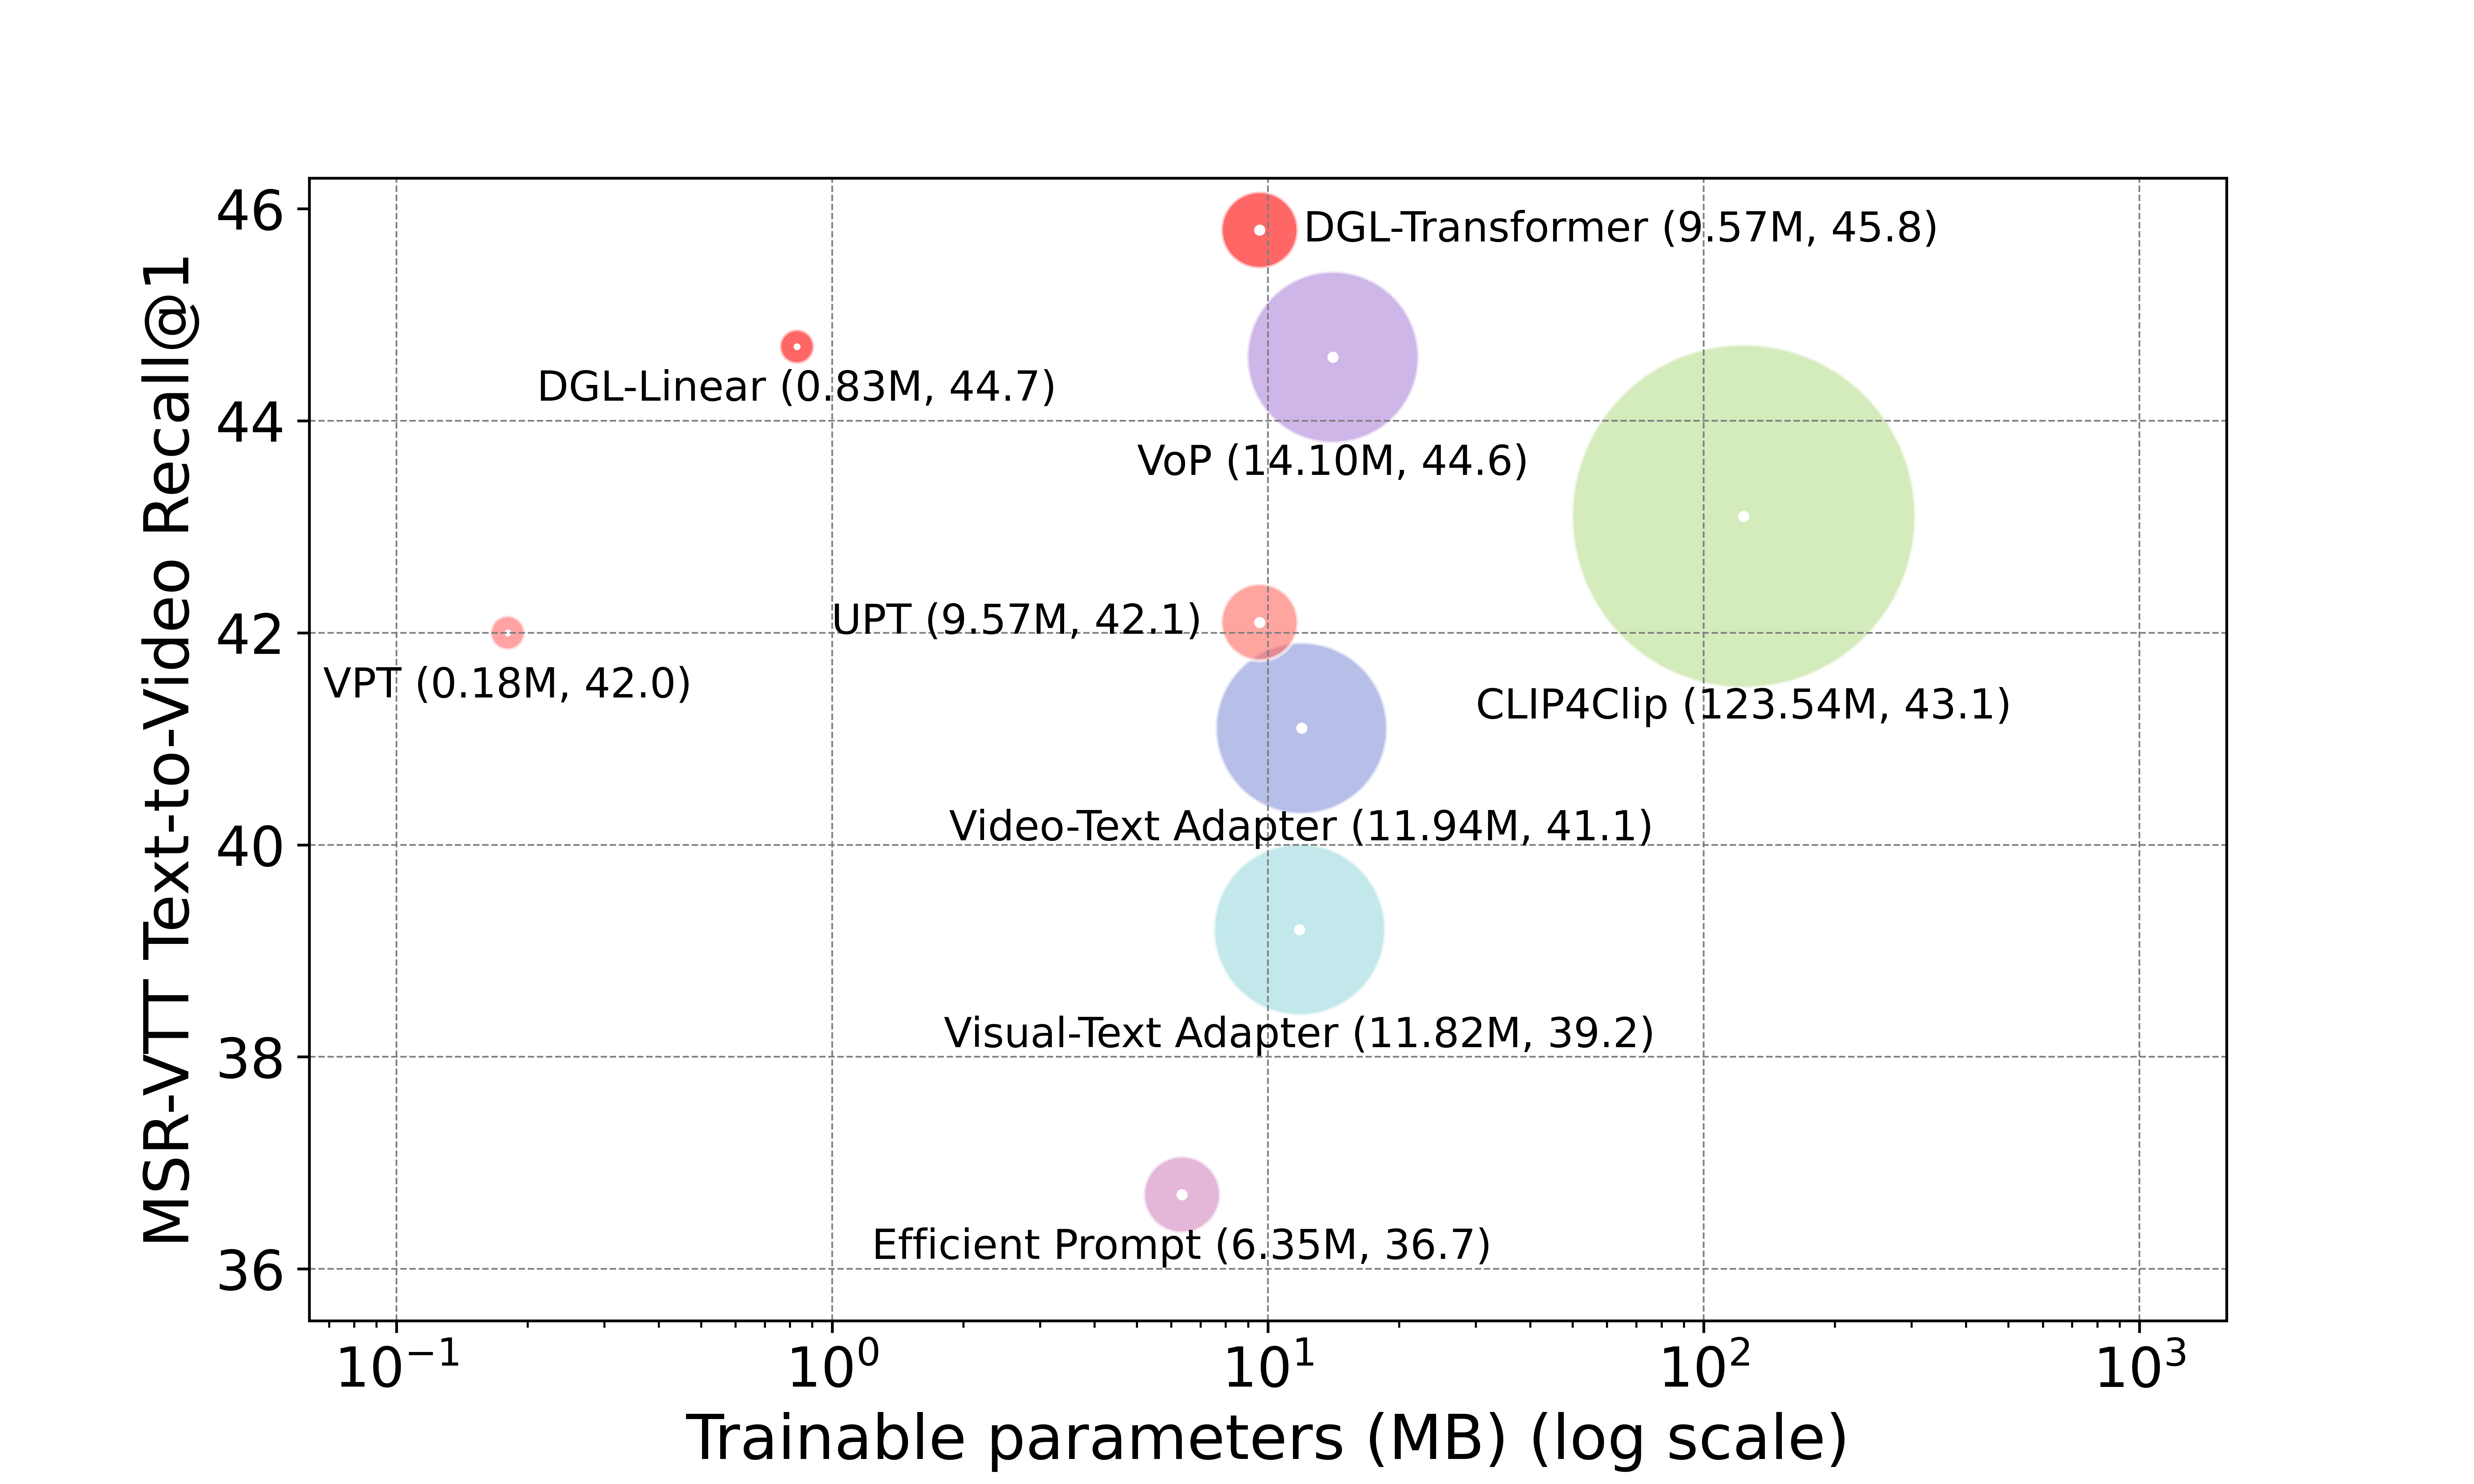 MSR-VTT Text-to-Video Recall@1
46
44
42
40
38
36
DGL-Transformer (9.57M, 45.8)
DGL-Linear (0.83M, 44.7)
VoP (14.10M, 44.6)
UPT (9.57M, 42.1)
VPT (0.18M, 42.0)
CLIP4Clip (123.54M, 43.1)
Video-Text Adapter (11.94M, 41.1)
Visual-Text Adapter (11.82M, 39.2)
Efficient Prompt (6.35M, 36.7)
10⁻¹ 10⁰ 10¹ 10² 10³
Trainable parameters (MB) (log scale)